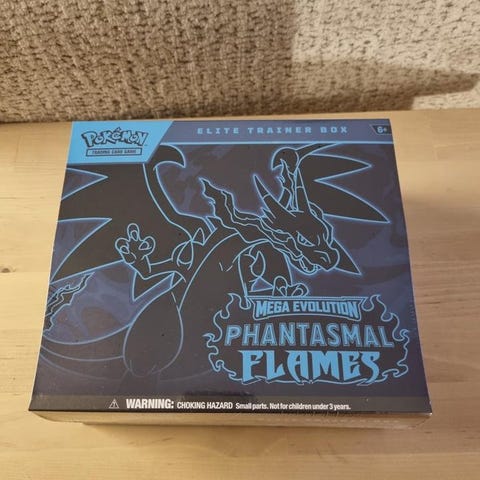 POKÉMON
TRADING CARD GAME
ELITE TRAINER BOX
6+
MEGA EVOLUTION
PHANTASMAL
FLAMES
WARNING: CHOKING HAZARD Small parts. Not for children under 3 years.